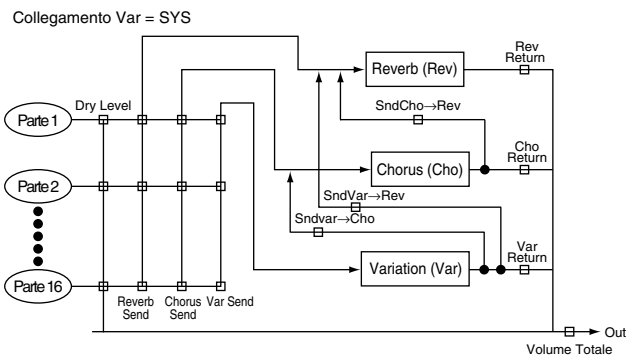 Collegamento Var = SYS
Rev
Return
Reverb (Rev)
Dry Level
SndCho→Rev
Parte 1
Cho
Return
Chorus (Cho)
Parte 2
SndVar→Rev
Sndvar→Cho
Var
Return
Variation (Var)
Parte 16
Reverb
Send
Chorus
Send
Var Send
Out
Volume Totale